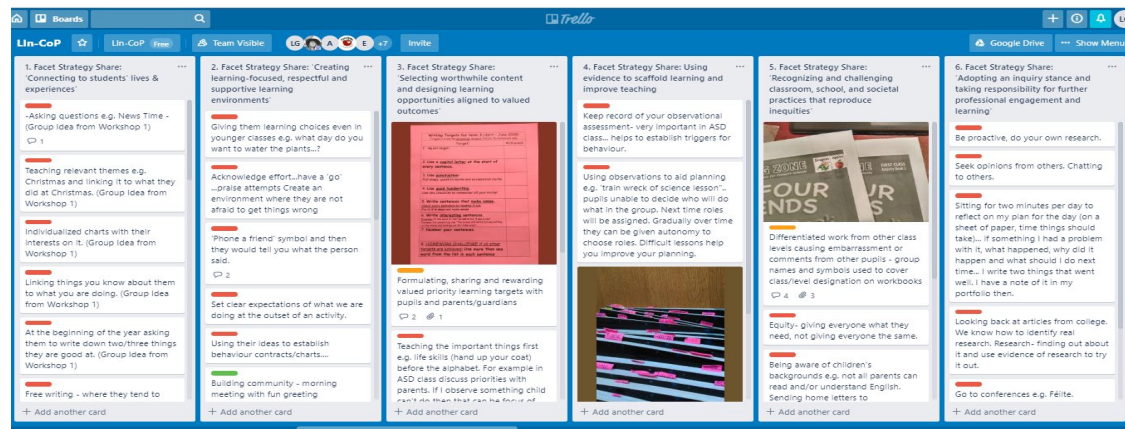 Boards
Trello
LG
LIn-CoP
LIn-CoP Free
Team Visible
LG
A
E
+7
Invite
Google Drive
Show Menu
1. Facet Strategy Share:
'Connecting to students' lives &
experiences'
-Asking questions e.g. News Time -
(Group Idea from Workshop 1)
1
Teaching relevant themes e.g.
Christmas and linking it to what they
did at Christmas. (Group Idea from
Workshop 1)
Individualized charts with their
interests on it. (Group Idea from
Workshop 1)
Linking things you know about them
to what you are doing. (Group Idea
from Workshop 1)
At the beginning of the year asking
them to write down two/three things
they are good at. (Group Idea from
Workshop 1)
Free writing - where they tend to
+ Add another card
2. Facet Strategy Share: 'Creating
learning-focused, respectful and
supportive learning
environments'
Giving them learning choices even in
younger classes e.g. what day do you
want to water the plants...?
Acknowledge effort...have a 'go'
...praise attempts Create an
environment where they are not
afraid to get things wrong
'Phone a friend' symbol and then
they would tell you what the person
said.
2
Set clear expectations of what we are
doing at the outset of an activity.
Using their ideas to establish
behaviour contracts/charts....
Building community - morning
meeting with fun greeting
+ Add another card
3. Facet Strategy Share:
'Selecting worthwhile content
and designing learning
opportunities aligned to valued
outcomes'
Target
Formulating, sharing and rewarding
valued priority learning targets with
pupils and parents/guardians
2 1
Teaching the important things first
e.g. life skills (hand up your coat)
before the alphabet. For example in
ASD class discuss priorities with
parents. If I observe something child
can't do then that can be focus of
+ Add another card
4. Facet Strategy Share: Using
evidence to scaffold learning and
improve teaching
Keep record of your observational
assessment- very important in ASD
class... helps to establish triggers for
behaviour.
Using observations to aid planning
e.g. 'train wreck of science lesson"..
pupils unable to decide who will do
what in the group. Next time roles
will be assigned. Gradually over time
they can be given autonomy to
choose roles. Difficult lessons help
you improve your planning.
+ Add another card
5. Facet Strategy Share:
'Recognizing and challenging
classroom, school, and societal
practices that reproduce
inequities'
ZONE
FOUR
ENDS
OUR
S
Differentiated work from other class
levels causing embarrassment or
comments from other pupils - group
names and symbols used to cover
class/level designation on workbooks
4 3
Equity- giving everyone what they
need, not giving everyone the same.
Being aware of children's
backgrounds e.g. not all parents can
read and/or understand English.
Sending home letters to
+ Add another card
6. Facet Strategy Share:
'Adopting an inquiry stance and
taking responsibility for further
professional engagement and
learning'
Be proactive, do your own research.
Seek opinions from others. Chatting
to others.
Sitting for two minutes per day to
reflect on my plan for the day (on a
sheet of paper, time things should
take)... if something I had a problem
with it, what happened, why did it
happen and what should I do next
time... I write two things that went
well. I have a note of it in my
portfolio then.
Looking back at articles from college.
We know how to identify real
research. Research- finding out about
it and use evidence of research to try
it out.
Go to conferences e.g. Féilte.
+ Add another card